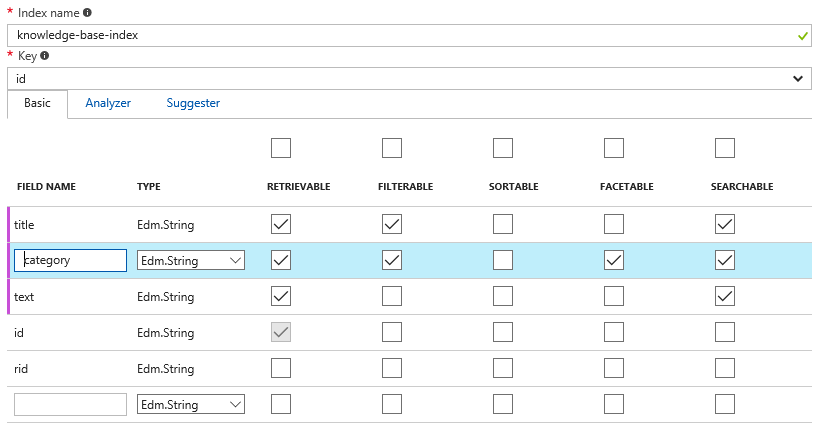 * Index name
knowledge-base-index
* Key
id
Basic Analyzer Suggester
FIELD NAME TYPE RETRIEVABLE FILTERABLE SORTABLE FACETABLE SEARCHABLE
title Edm.String
category Edm.String
text Edm.String
id Edm.String
rid Edm.String
Edm.String